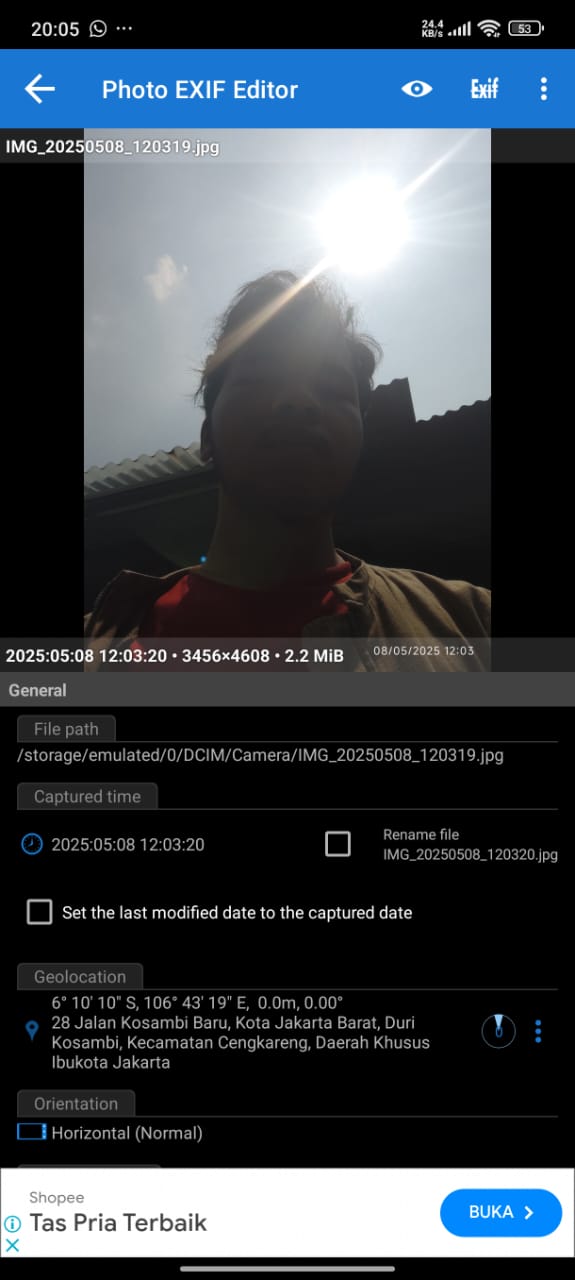 20:05
24.4
KB/s
53
Photo EXIF Editor
Exif
IMG_20250508_120319.jpg
2025:05:08 12:03:20 • 3456×4608 • 2.2 MiB
08/05/2025 12:03
General
File path
/storage/emulated/0/DCIM/Camera/IMG_20250508_120319.jpg
Captured time
2025:05:08 12:03:20
Rename file
IMG_20250508_120320.jpg
Set the last modified date to the captured date
Geolocation
6° 10' 10" S, 106° 43' 19" E, 0.0m, 0.00°
28 Jalan Kosambi Baru, Kota Jakarta Barat, Duri
Kosambi, Kecamatan Cengkareng, Daerah Khusus
Ibukota Jakarta
Orientation
Horizontal (Normal)
Shopee
Tas Pria Terbaik
BUKA